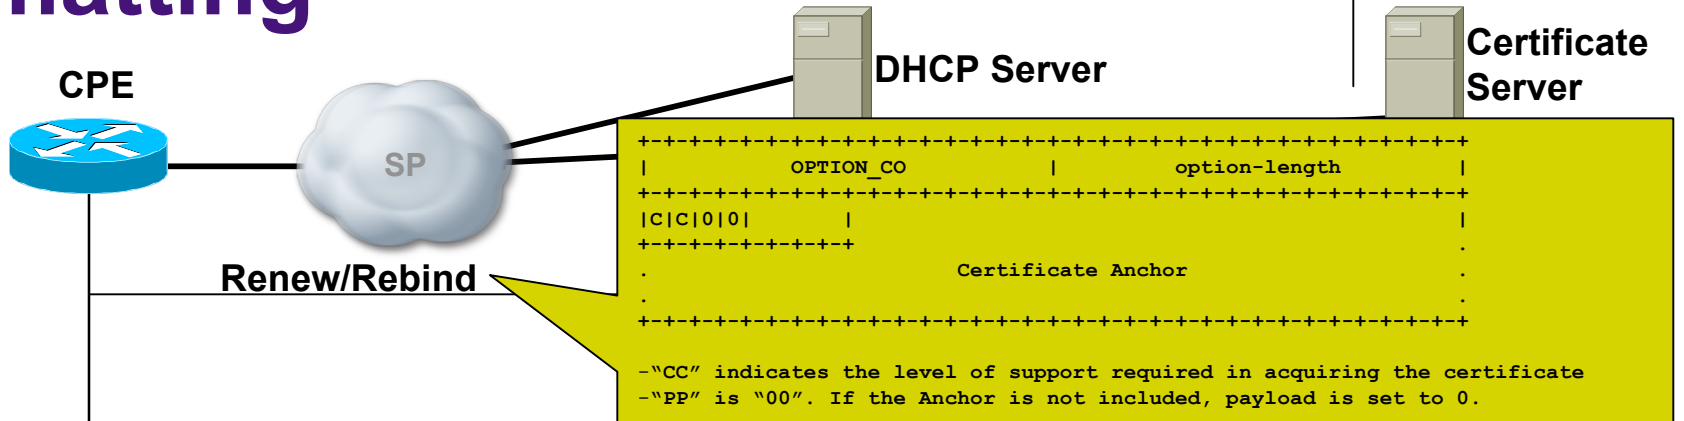 CPE
SP
DHCP Server
Certificate
Server
Renew/Rebind
+-+-+-+-+-+-+-+-+-+-+-+-+-+-+-+-+-+-+-+-+-+-+-+-+-+-+-+-+-+-+-+-+
| OPTION_CO | option-length |
+-+-+-+-+-+-+-+-+-+-+-+-+-+-+-+-+-+-+-+-+-+-+-+-+-+-+-+-+-+-+-+-+
|C|C|0|0| | |
+-+-+-+-+-+-+-+-+ .
. Certificate Anchor .
. .
+-+-+-+-+-+-+-+-+-+-+-+-+-+-+-+-+-+-+-+-+-+-+-+-+-+-+-+-+-+-+-+-+
-“CC” indicates the level of support required in acquiring the certificate
-“PP” is “00”. If the Anchor is not included, payload is set to 0.